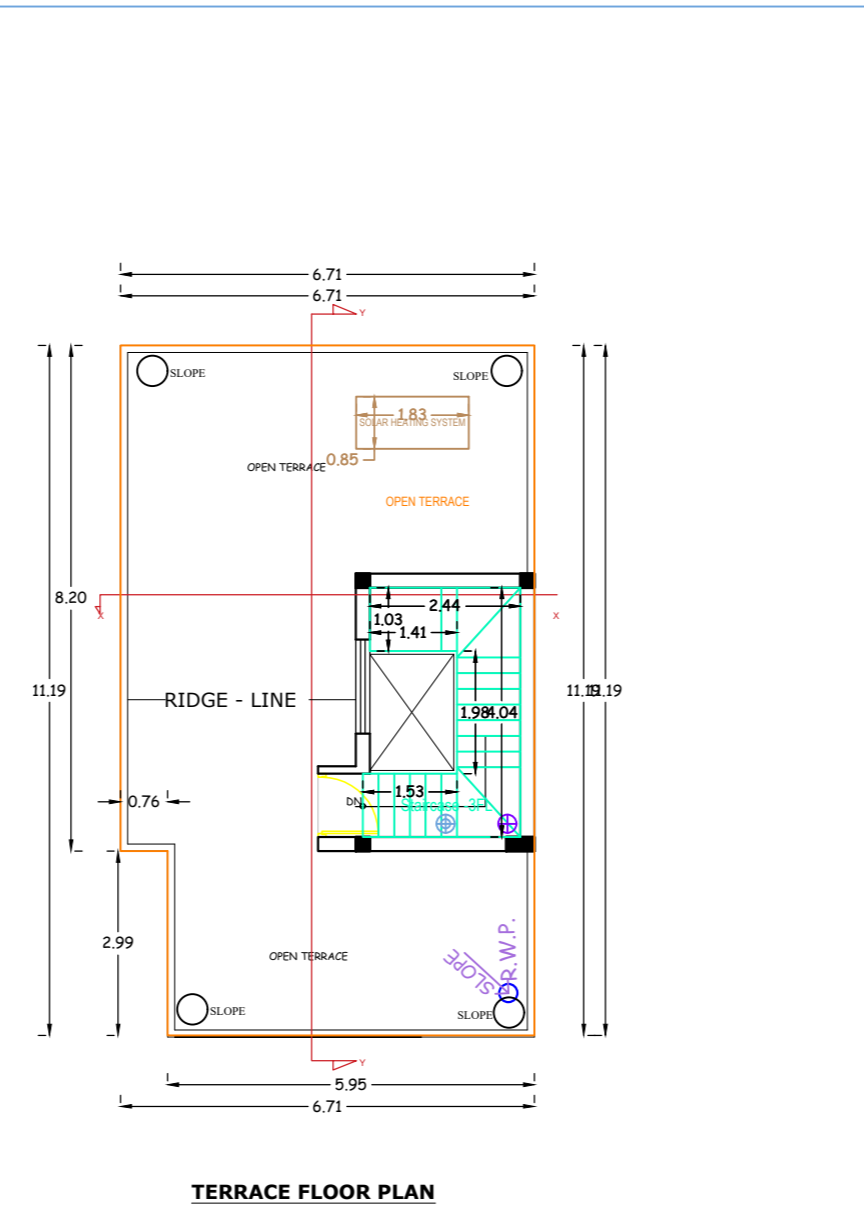 6.71
6.71
Y
SLOPE
SLOPE
1.83
SOLAR HEATING SYSTEM
0.85
OPEN TERRACE
OPEN TERRACE
8.20
2.44
X
X
1.03
1.41
11.19
11.19
11.19
RIDGE - LINE
1.98
4.04
0.76
1.53
DN
Staircase 3FL
2.99
R.W.P.
SLOPE
OPEN TERRACE
SLOPE
SLOPE
Y
5.95
6.71
TERRACE FLOOR PLAN